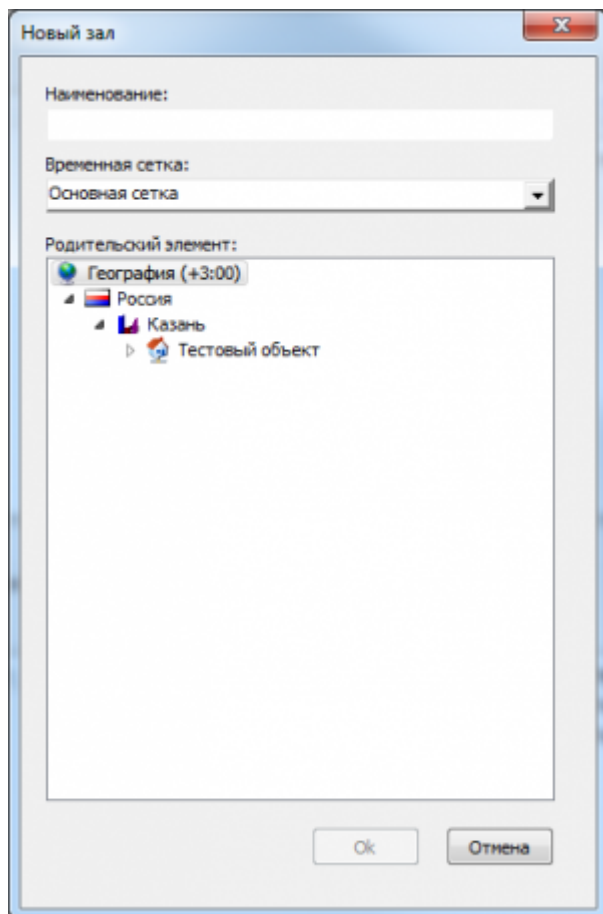 Новый зал
Наименование:
Временная сетка:
Основная сетка
Родительский элемент:
География (+3:00)
Россия
Казань
Тестовый объект
Ok
Отмена